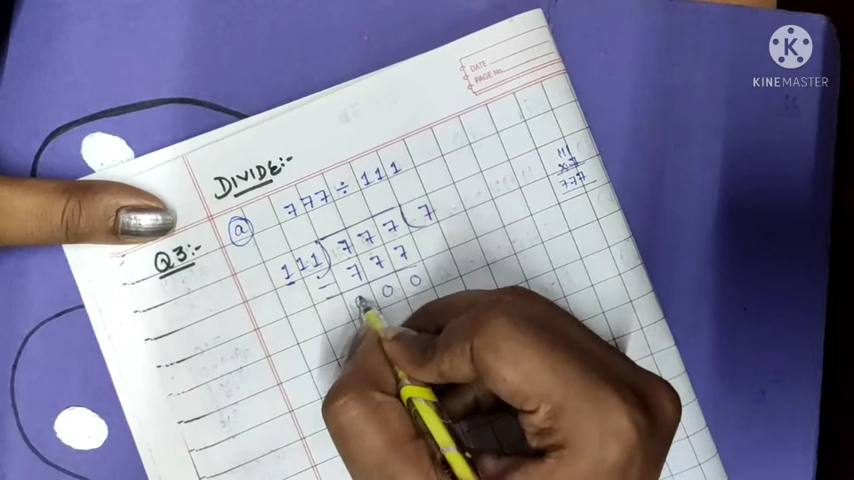 DATE
PAGE No.
DIVIDE:-
Q3:-
a 777 ÷ 111
111) 777 (7
- 777
000
111
x 7
777
K
KINEMASTER